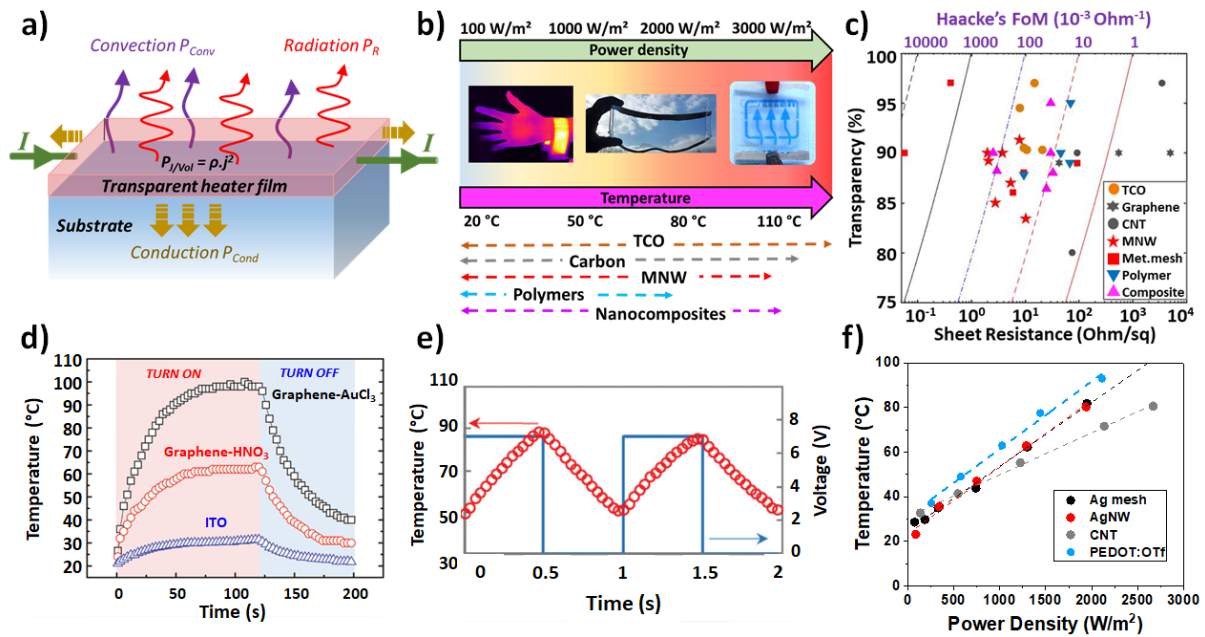 a)
Convection P_Conv
Radiation P_R
I
I
P_J/Vol = ρ.j²
Transparent heater film
Substrate
Conduction P_Cond
b)
100 W/m² 1000 W/m² 2000 W/m² 3000 W/m²
Power density
Temperature
20 °C 50 °C 80 °C 110 °C
TCO
Carbon
MNW
Polymers
Nanocomposites
c)
Haacke's FoM (10⁻³ Ohm⁻¹)
10000 1000 100 10 1
Transparency (%)
100
95
90
85
80
75
TCO
Graphene
CNT
MNW
Met.mesh
Polymer
Composite
10⁻¹ 10⁰ 10¹ 10² 10³ 10⁴
Sheet Resistance (Ohm/sq)
d)
Temperature (°C)
110
100
90
80
70
60
50
40
30
20
TURN ON
TURN OFF
Graphene-AuCl₃
Graphene-HNO₃
ITO
0 50 100 150 200
Time (s)
e)
Temperature (°C)
110
90
70
50
30
8
6
4
2
0
Voltage (V)
0 0.5 1 1.5 2
Time (s)
f)
Temperature (°C)
100
80
60
40
20
0
Ag mesh
AgNW
CNT
PEDOT:OTf
0 500 1000 1500 2000 2500 3000
Power Density (W/m²)